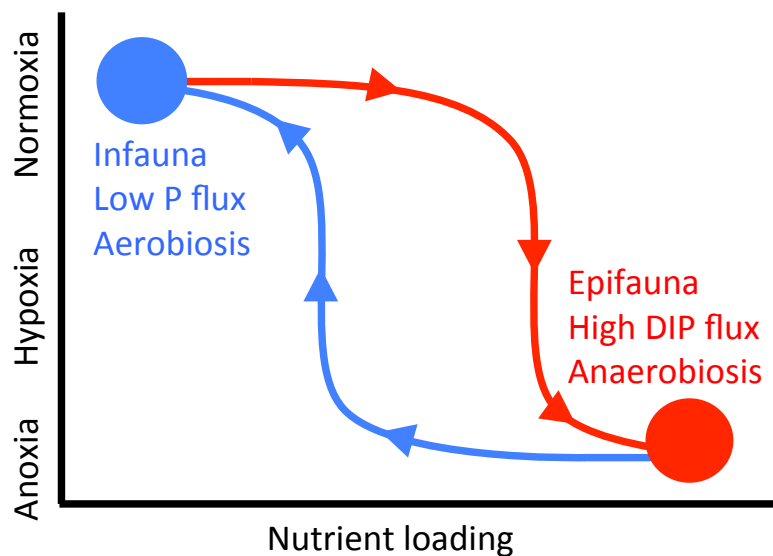 Normoxia
Hypoxia
Anoxia
Infauna
Low P flux
Aerobiosis
Epifauna
High DIP flux
Anaerobiosis
Nutrient loading